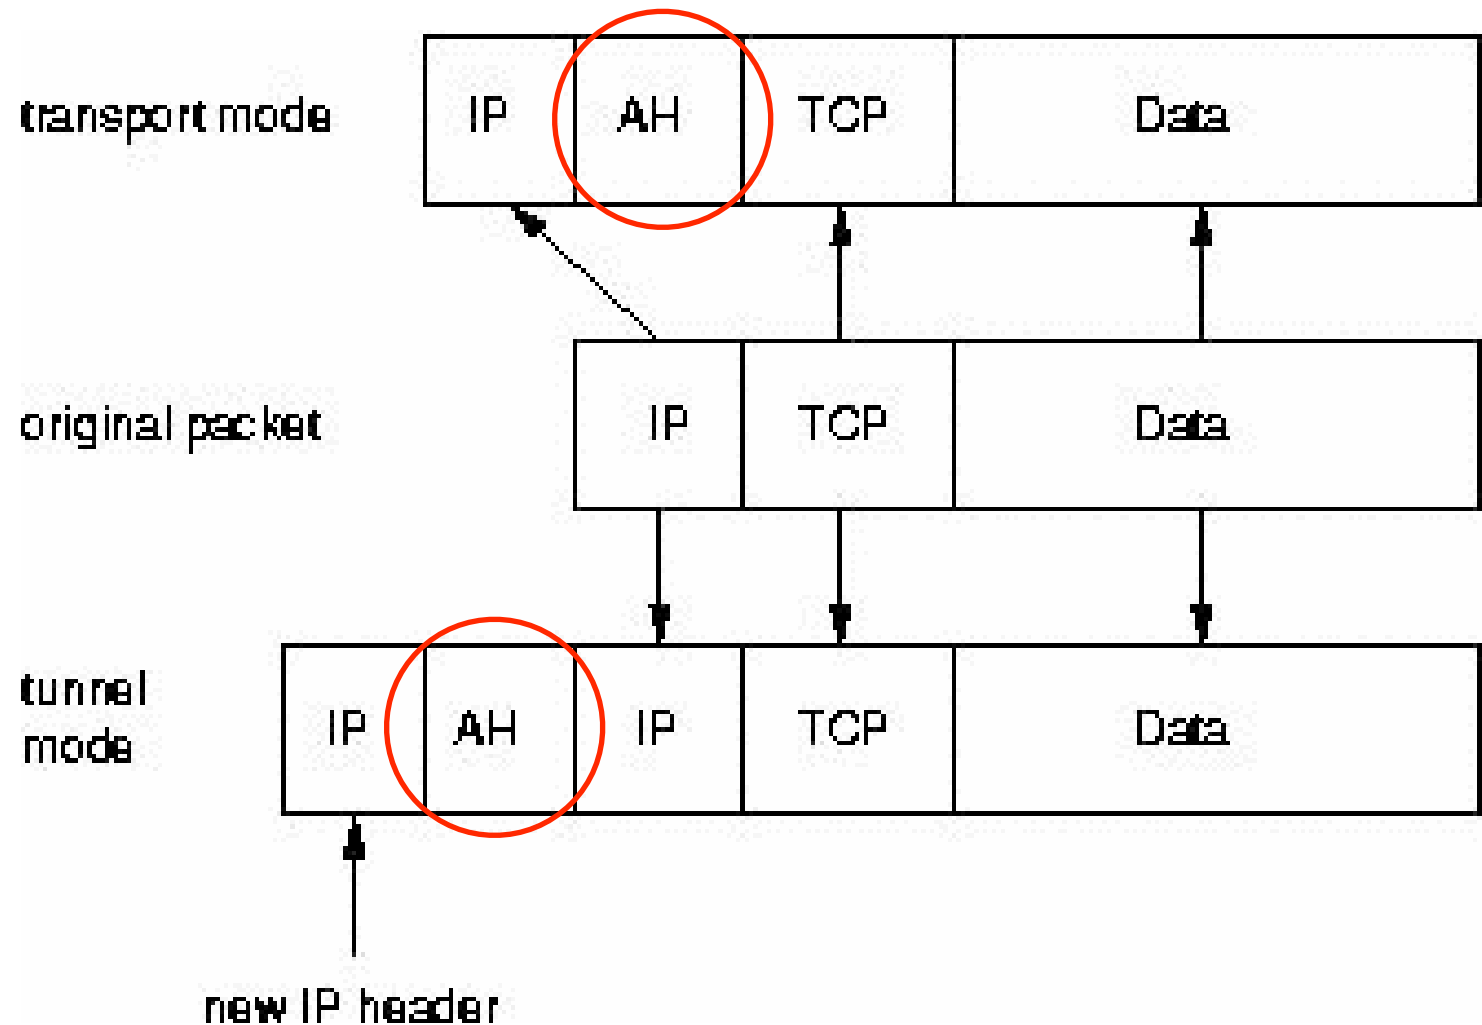 transport mode IP AH TCP Data
original packet IP TCP Data
tunnel
mode
IP AH IP TCP Data
new IP header